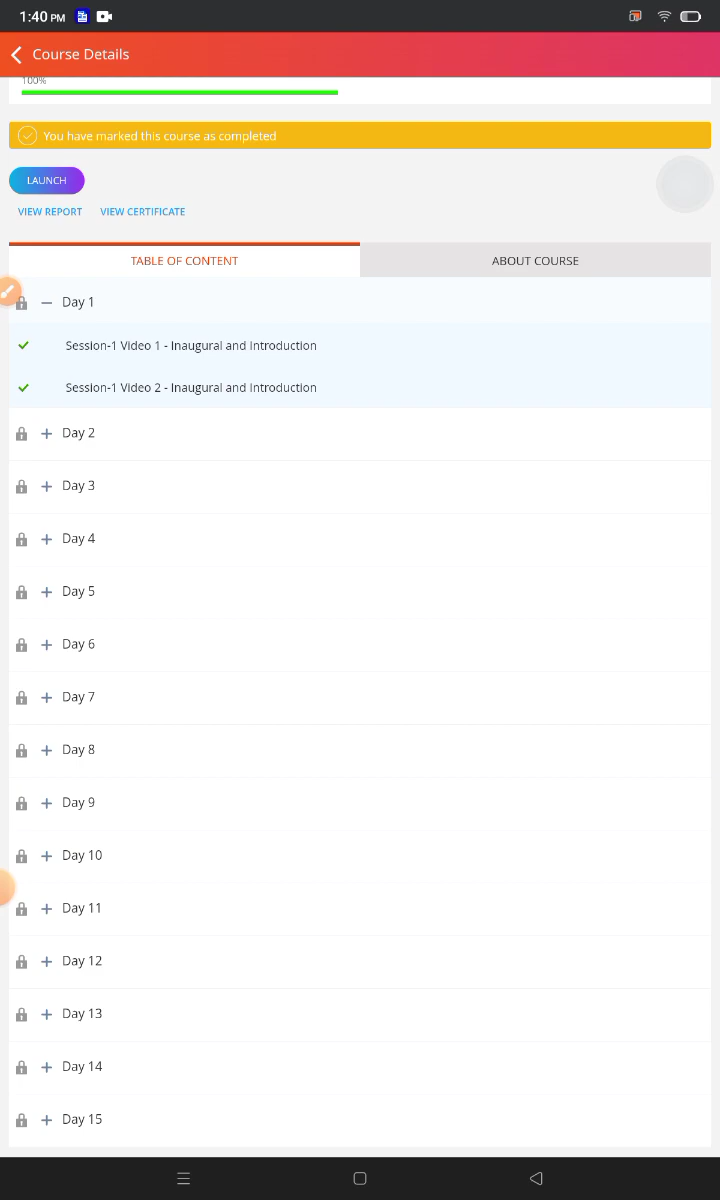 1:40 PM
Course Details
100%
You have marked this course as completed
LAUNCH
VIEW REPORT VIEW CERTIFICATE
TABLE OF CONTENT ABOUT COURSE
Day 1
Session-1 Video 1 - Inaugural and Introduction
Session-1 Video 2 - Inaugural and Introduction
Day 2
Day 3
Day 4
Day 5
Day 6
Day 7
Day 8
Day 9
Day 10
Day 11
Day 12
Day 13
Day 14
Day 15